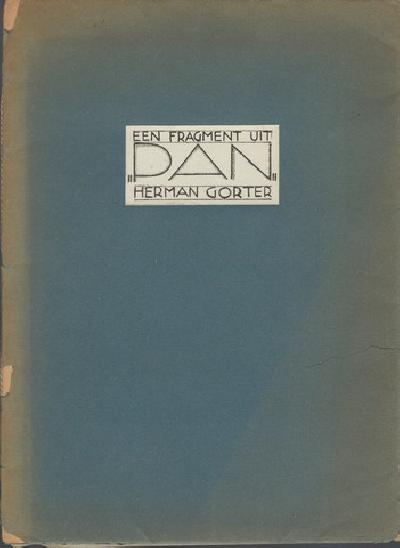 EEN FRAGMENT UIT
„PAN„
HERMAN GORTER